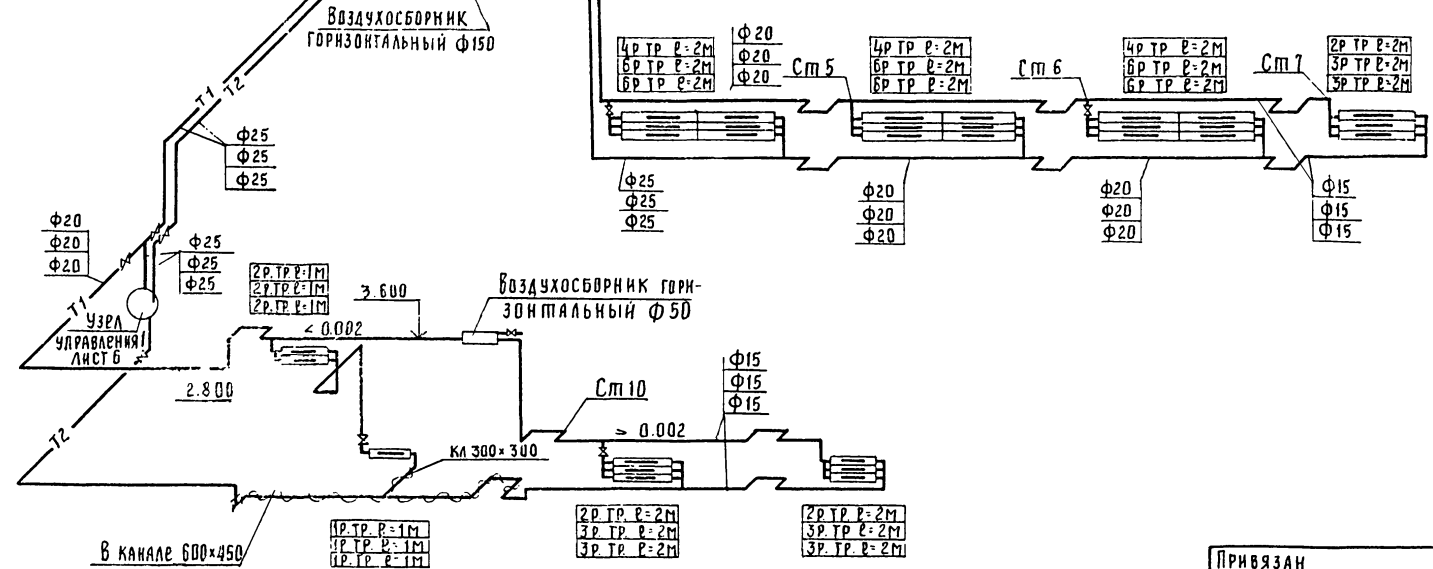 Воздухосборник
горизонтальный ф150
4р тр ℓ=2м
6р тр ℓ=2м
6р тр ℓ=2м
ф20
ф20
ф20
Ст5
4р тр ℓ=2м
6р тр ℓ=2м
6р тр ℓ=2м
Ст6
4р тр ℓ=2м
6р тр ℓ=2м
6р тр ℓ=2м
Ст7
2р тр ℓ=2м
3р тр ℓ=2м
3р тр ℓ=2м
Т1
Т2
ф25
ф25
ф25
ф25
ф25
ф25
ф20
ф20
ф20
ф20
ф20
ф20
ф15
ф15
ф15
ф20
ф20
ф20
ф25
ф25
ф25
Т1
Узел
управления 1
лист 6
2р. тр. ℓ=1м
2р. тр. ℓ=1м
2р. тр. ℓ=1м
< 0.002
3.600
Воздухосборник гори-
зонтальный ф50
2.800
Т2
Ст10
ф15
ф15
ф15
> 0.002
кл 300×300
В канале 600×450
1р. тр. ℓ=1м
1р тр. ℓ=1м
1р. тр. ℓ=1м
2р. тр. ℓ=2м
3р. тр. ℓ=2м
3р. тр. ℓ=2м
2р. тр. ℓ=2м
3р. тр ℓ=2м
3р. тр. ℓ=2м
Привязан